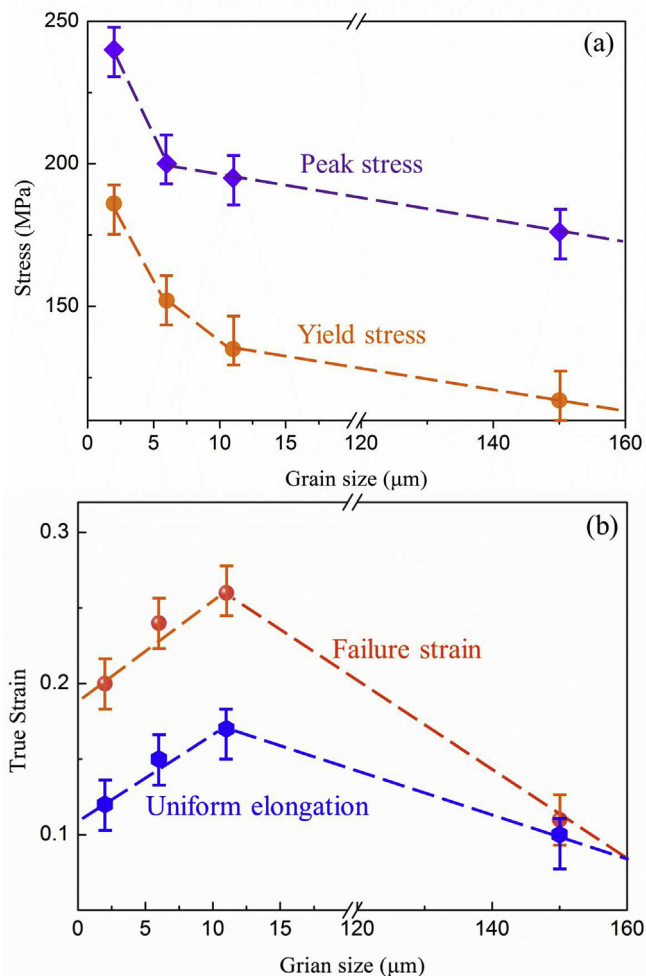 250
(a)
Peak stress
200
Stress (MPa)
Yield stress
150
0 5 10 15 120 140 160
Grain size (μm)
0.3
(b)
Failure strain
0.2
True Strain
Uniform elongation
0.1
0 5 10 15 120 140 160
Grian size (μm)